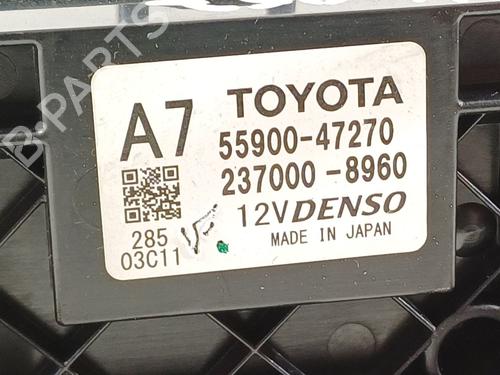 A7
TOYOTA
55900-47270
237000-8960
12V DENSO
285
03C11
MADE IN JAPAN
B-PARTS